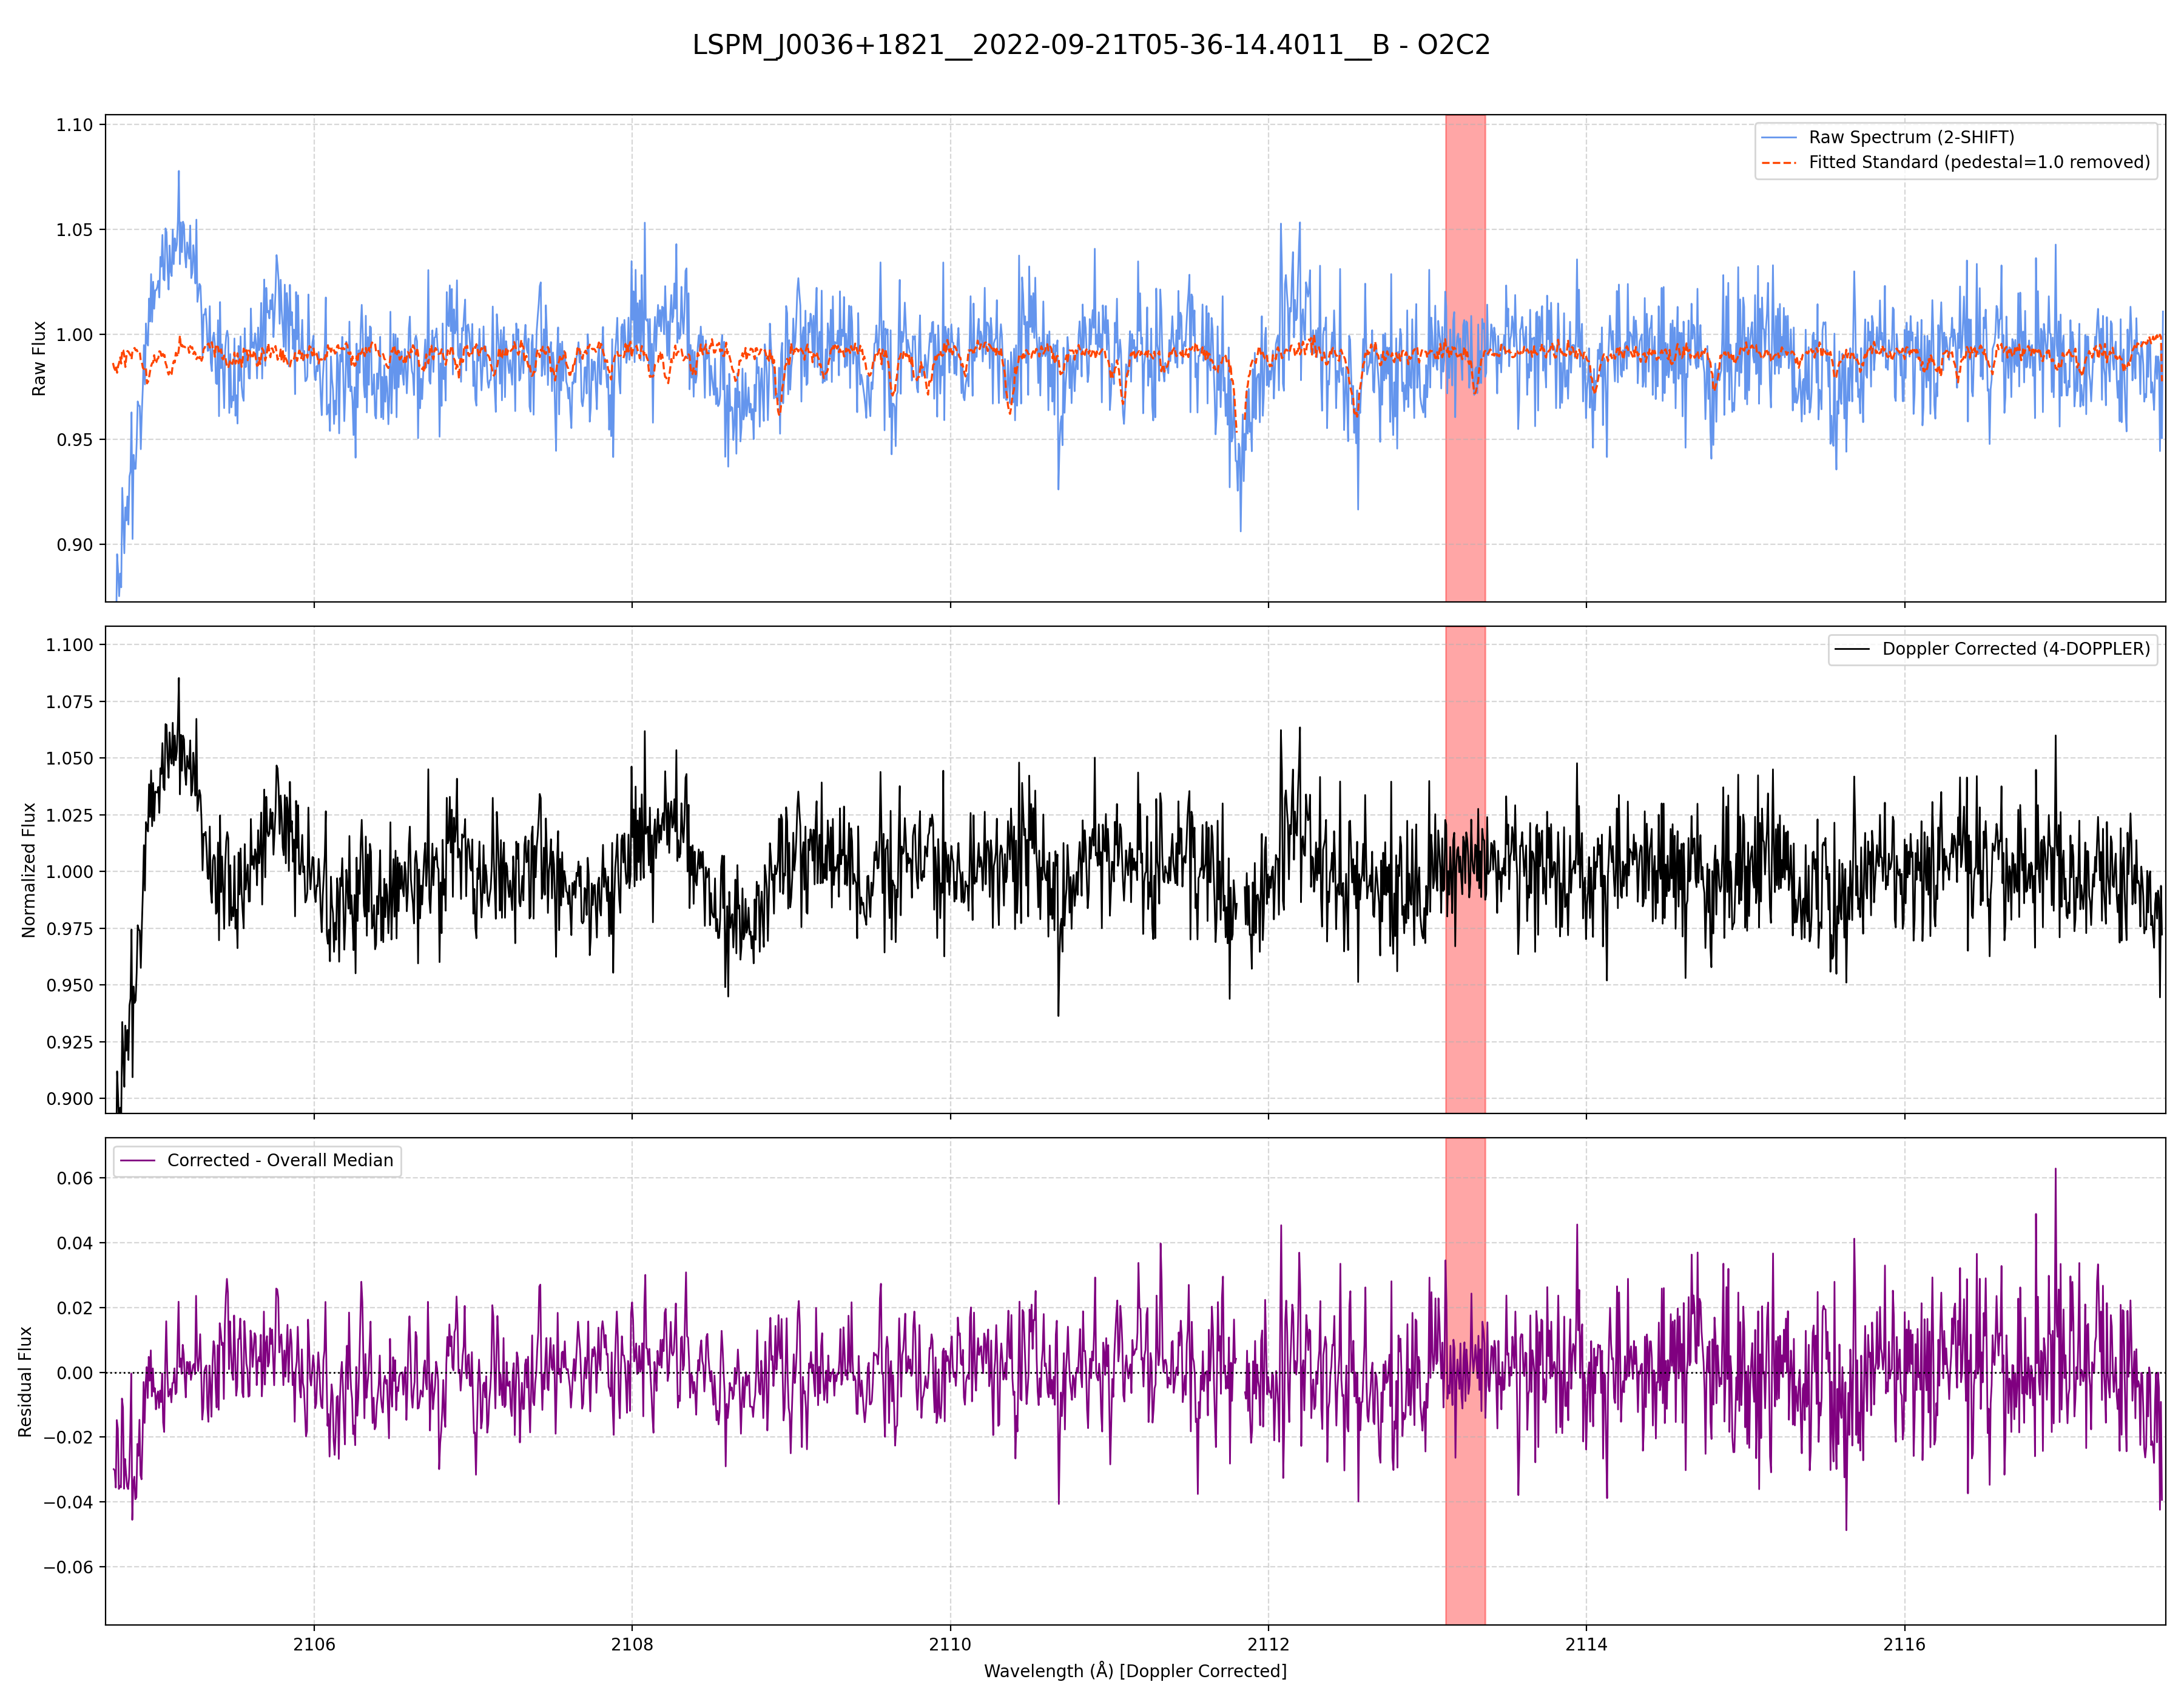 LSPM_J0036+1821__2022-09-21T05-36-14.4011__B - O2C2
1.10
1.05
1.00
0.95
0.90
Raw Flux
Raw Spectrum (2-SHIFT)
Fitted Standard (pedestal=1.0 removed)
1.100
1.075
1.050
1.025
1.000
0.975
0.950
0.925
0.900
Normalized Flux
Doppler Corrected (4-DOPPLER)
0.06
0.04
0.02
0.00
−0.02
−0.04
−0.06
Residual Flux
Corrected - Overall Median
2106 2108 2110 2112 2114 2116
Wavelength (Å) [Doppler Corrected]